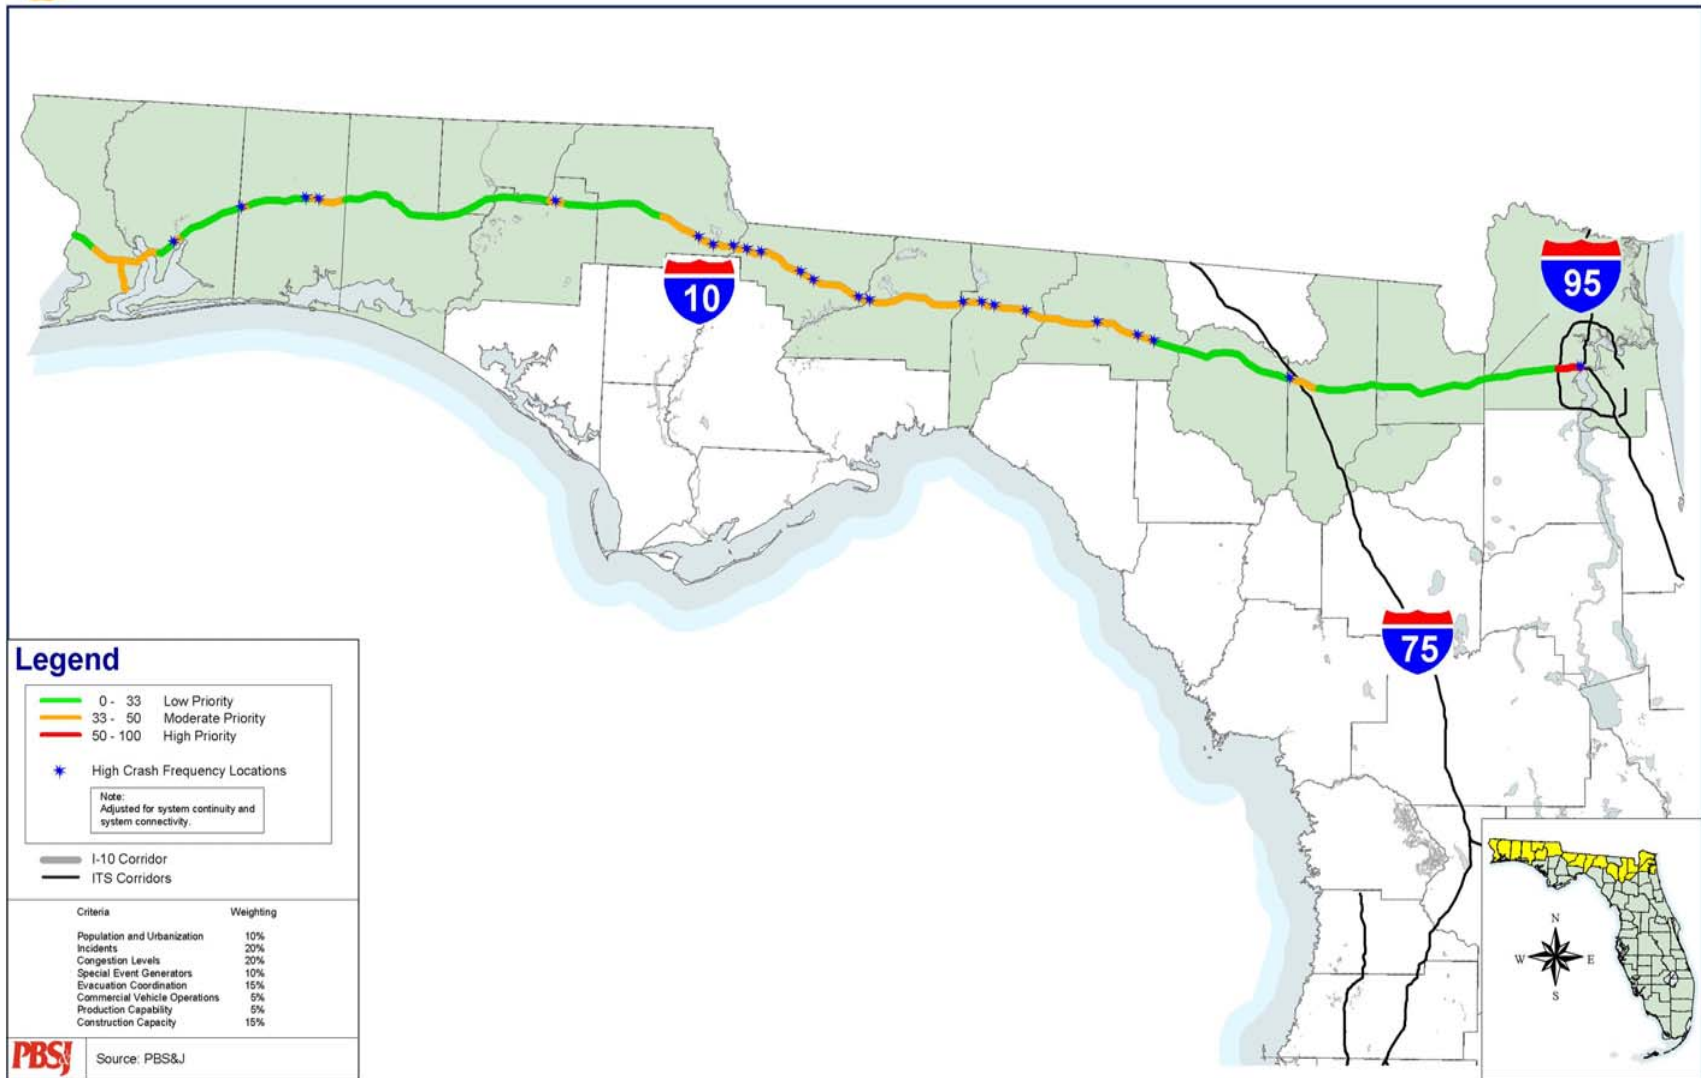 10
95
75
Legend
0 - 33 Low Priority
33 - 50 Moderate Priority
50 - 100 High Priority
High Crash Frequency Locations
Note:
Adjusted for system continuity and
system connectivity.
I-10 Corridor
ITS Corridors
Criteria Weighting
Population and Urbanization 10%
Incidents 20%
Congestion Levels 20%
Special Event Generators 10%
Evacuation Coordination 15%
Commercial Vehicle Operations 5%
Production Capability 5%
Construction Capacity 15%
PBSJ Source: PBS&J
N
W E
S